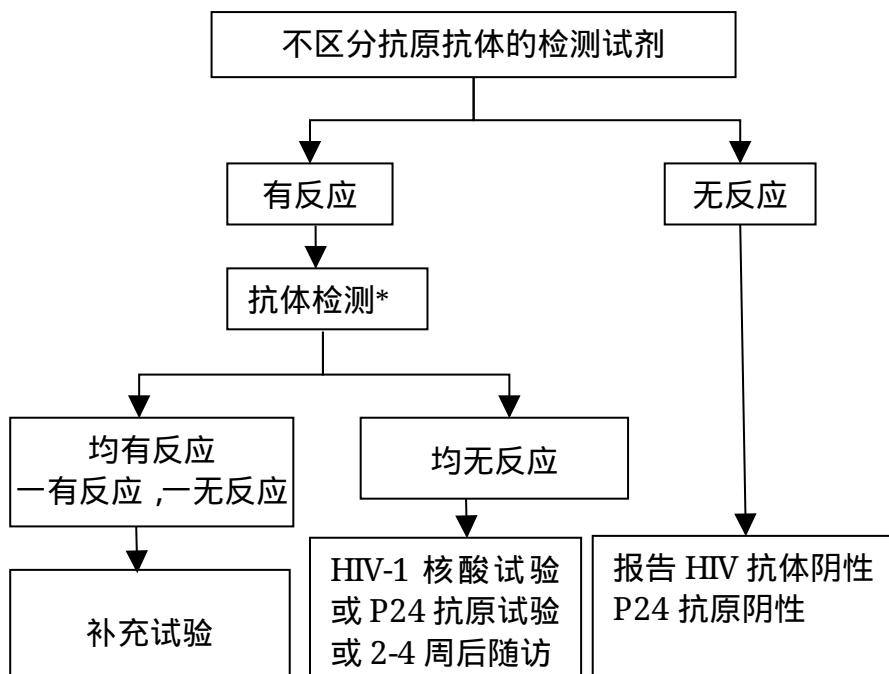 不区分抗原抗体的检测试剂
有反应
无反应
抗体检测*
均有反应
一有反应 ,一无反应
均无反应
补充试验
HIV-1 核酸试验
或 P24 抗原试验
或 2-4 周后随访
报告 HIV 抗体阴性
P24 抗原阴性